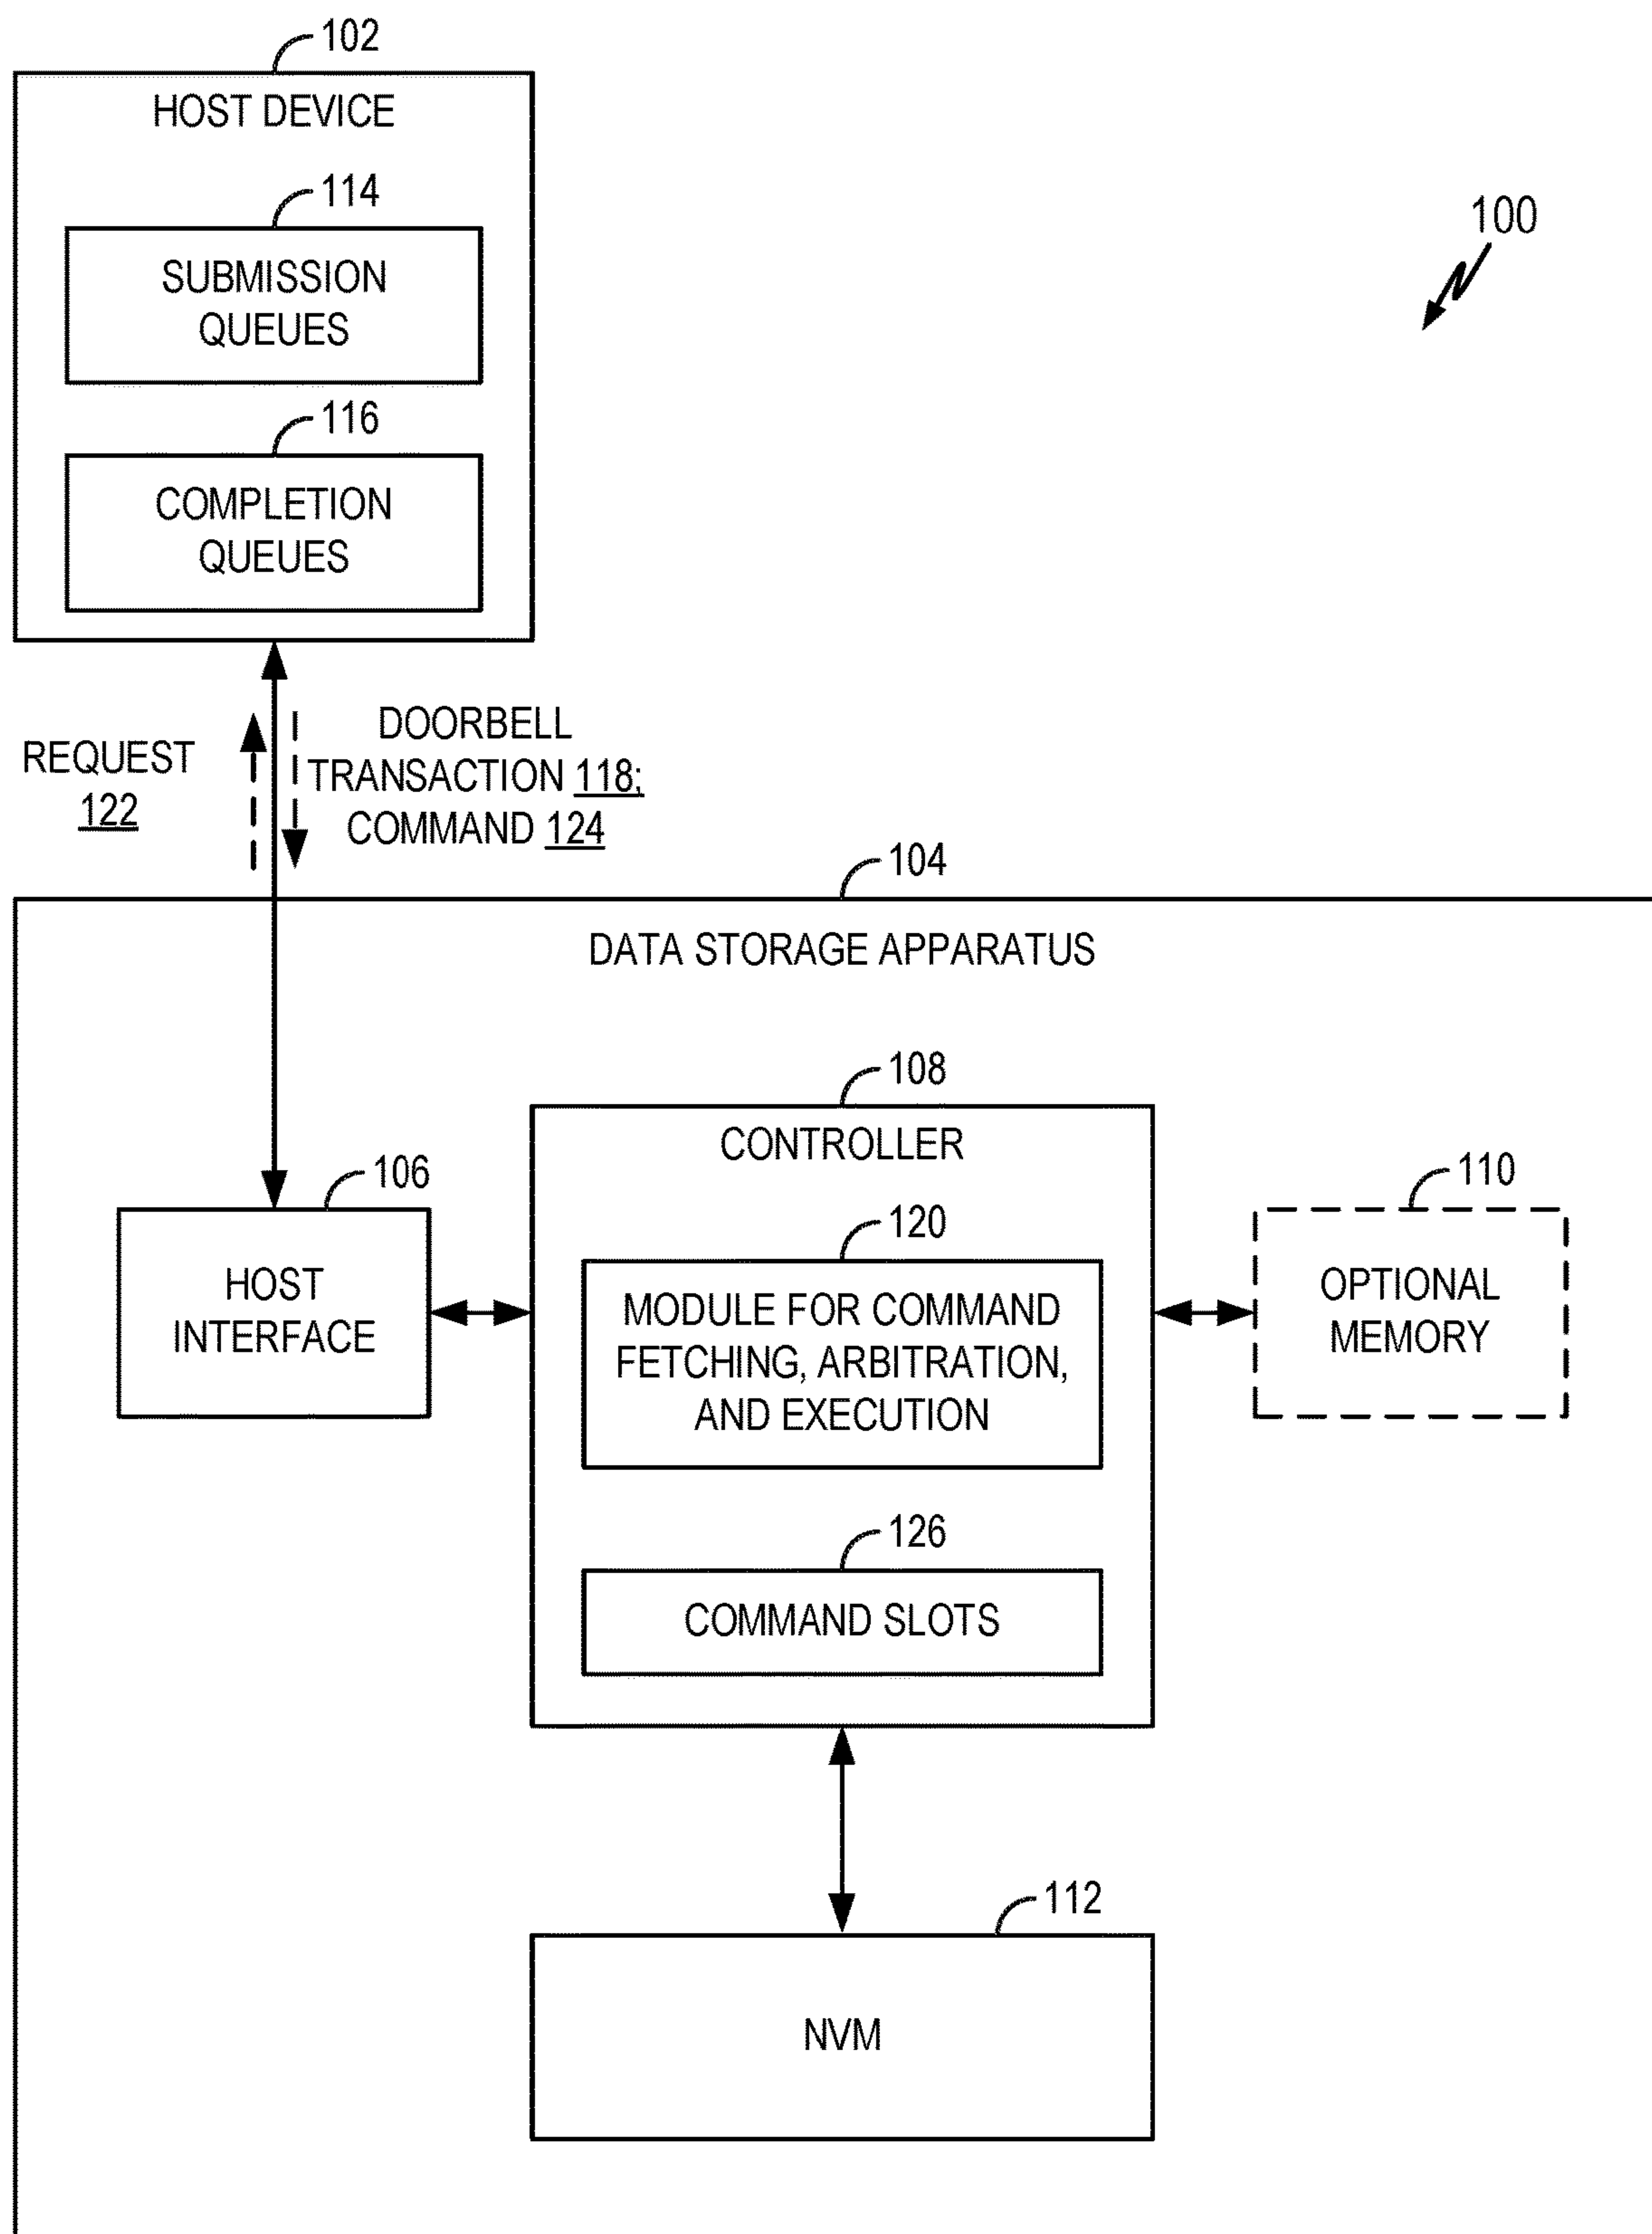 102
HOST DEVICE
114
SUBMISSION
QUEUES
100
116
COMPLETION
QUEUES
REQUEST
122
DOORBELL
TRANSACTION 118;
COMMAND 124
104
DATA STORAGE APPARATUS
108
CONTROLLER
106
HOST
INTERFACE
120
MODULE FOR COMMAND
FETCHING, ARBITRATION,
AND EXECUTION
110
OPTIONAL
MEMORY
126
COMMAND SLOTS
112
NVM